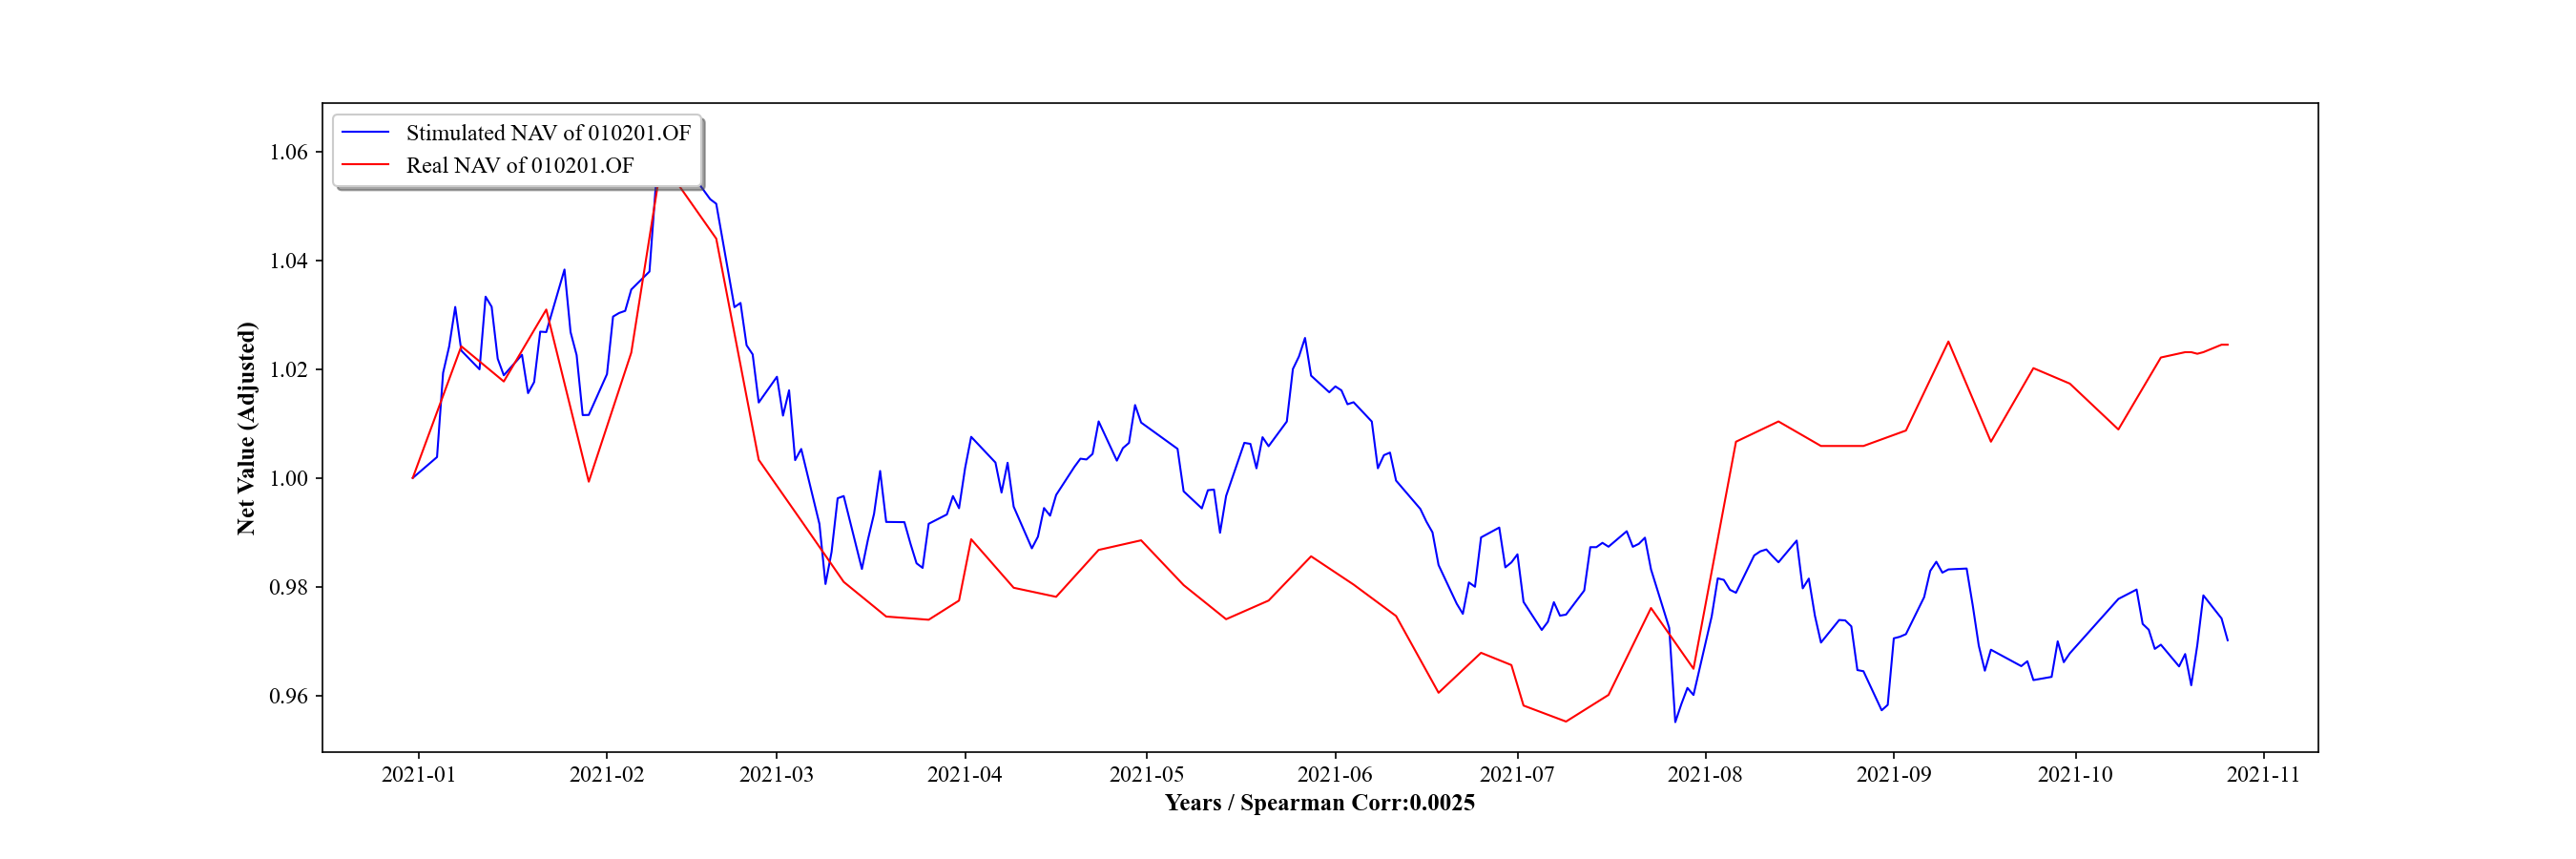 Stimulated NAV of 010201.OF
Real NAV of 010201.OF
1.06
1.04
1.02
1.00
0.98
0.96
Net Value (Adjusted)
2021-01 2021-02 2021-03 2021-04 2021-05 2021-06 2021-07 2021-08 2021-09 2021-10 2021-11
Years / Spearman Corr:0.0025